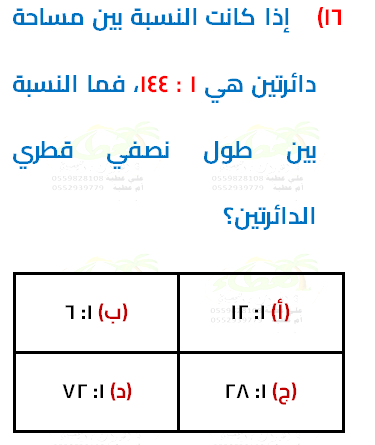 ١٦) إذا كانت النسبة بين مساحة
دائرتين هي ١ : ١٤٤، فما النسبة
بين طول نصفي قطري
الدائرتين؟
(أ) ١: ١٢
(ب) ١: ٦
(ج) ١: ٢٨
(د) ١: ٧٢